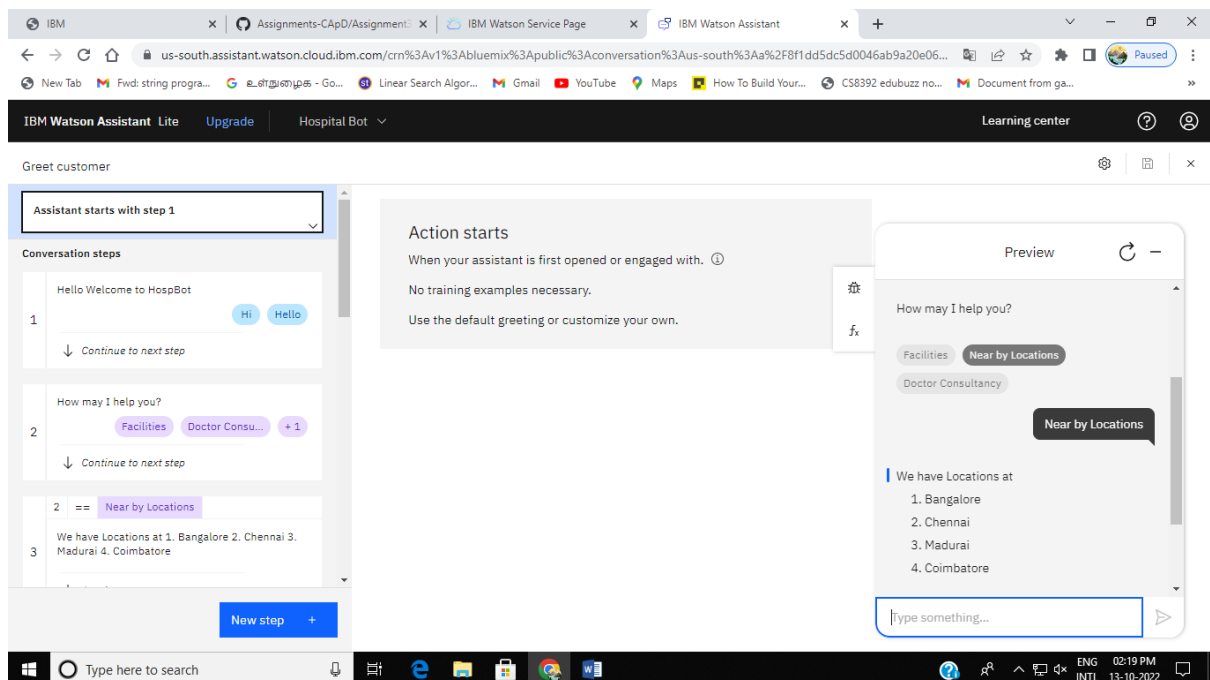 IBM
Assignments-CApD/Assignment
IBM Watson Service Page
IBM Watson Assistant
us-south.assistant.watson.cloud.ibm.com/crn%3Av1%3Abluemix%3Apublic%3Aconversation%3Aus-south%3Aa%2F8f1dd5dc5d0046ab9a20e06...
Paused
New Tab
Fwd: string progra...
உள்நுழைக - Go...
Linear Search Algor...
Gmail
YouTube
Maps
How To Build Your...
CS8392 edubuzz no...
Document from ga...
»
IBM Watson Assistant Lite
Upgrade
Hospital Bot
Learning center
Greet customer
Assistant starts with step 1
Conversation steps
1
Hello Welcome to HospBot
Hi
Hello
Continue to next step
2
How may I help you?
Facilities
Doctor Consu...
+ 1
Continue to next step
2 == Near by Locations
3
We have Locations at 1. Bangalore 2. Chennai 3.
Madurai 4. Coimbatore
New step +
Action starts
When your assistant is first opened or engaged with.
No training examples necessary.
Use the default greeting or customize your own.
Preview
How may I help you?
Facilities
Near by Locations
Doctor Consultancy
Near by Locations
We have Locations at
1. Bangalore
2. Chennai
3. Madurai
4. Coimbatore
Type something...
Type here to search
ENG
INTL
02:19 PM
13-10-2022